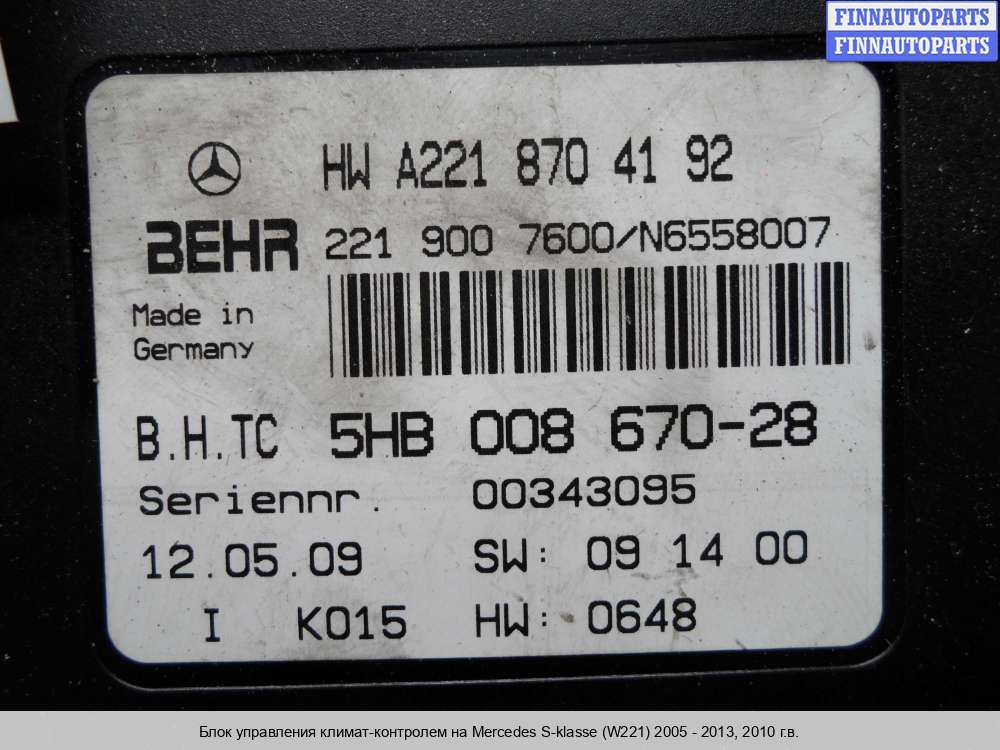 FINNAUTOPARTS
FINNAUTOPARTS
HW A221 870 41 92
BEHR 221 900 7600/N6558007
Made in
Germany
B.H.TC 5HB 008 670-28
Seriennr. 00343095
12.05.09 SW: 09 14 00
I K015 HW: 0648
Блок управления климат-контролем на Mercedes S-klasse (W221) 2005 - 2013, 2010 г.в.